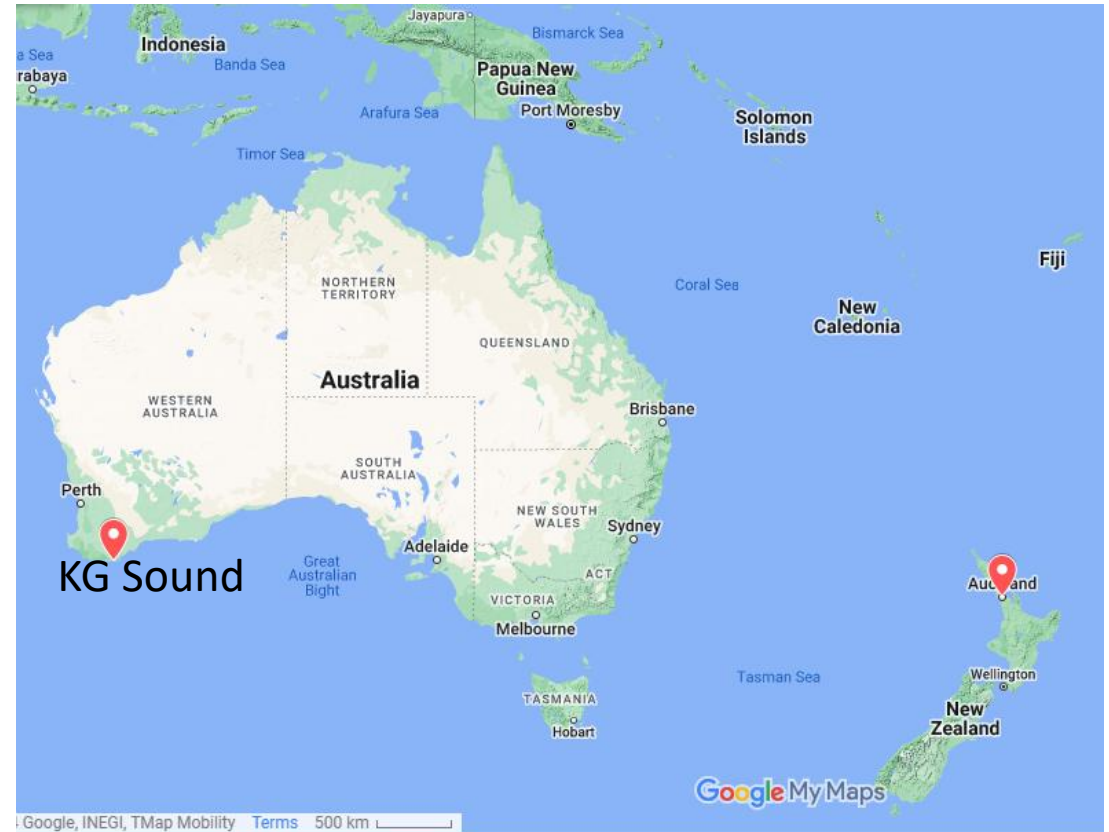 Jayapura
Bismarck Sea
Indonesia
a Sea
Banda Sea
rabaya
Papua New
Guinea
Port Moresby
Arafura Sea
Solomon
Islands
Timor Sea
Fiji
NORTHERN
TERRITORY
Coral Sea
New
Caledonia
QUEENSLAND
Australia
WESTERN
AUSTRALIA
Brisbane
SOUTH
AUSTRALIA
Perth
NEW SOUTH
WALES
Sydney
Adelaide
KG Sound
Great
Australian
Bight
ACT
VICTORIA
Melbourne
Tasman Sea
Wellington
TASMANIA
Hobart
New
Zealand
Google My Maps
Google, INEGI, TMap Mobility Terms 500 km